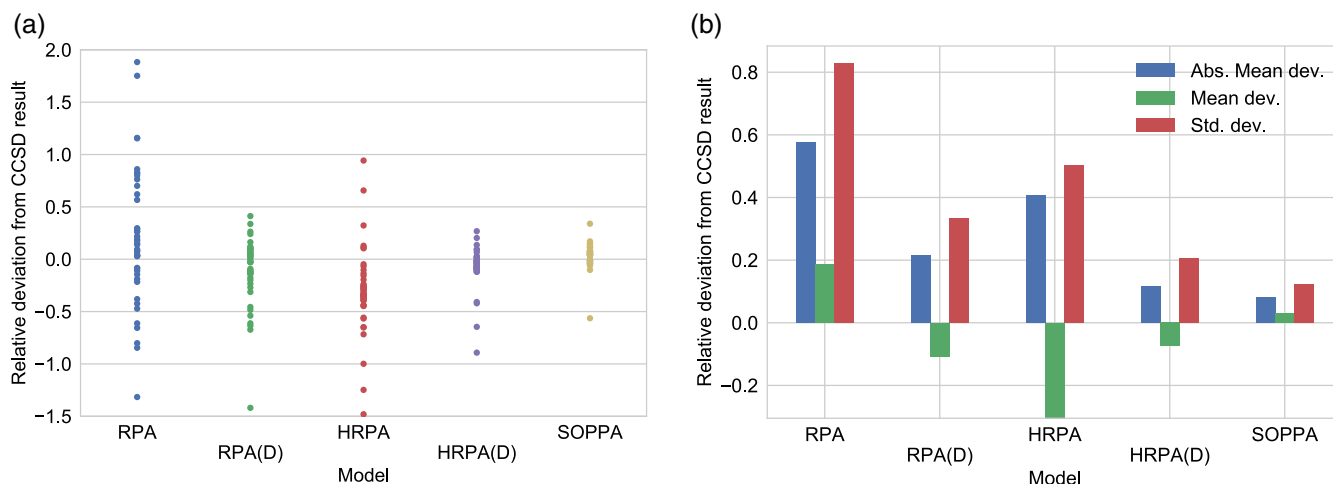 (a)
2.0
1.5
1.0
0.5
0.0
−0.5
−1.0
−1.5
Relative deviation from CCSD result
RPA
RPA(D)
HRPA
HRPA(D)
SOPPA
Model
(b)
0.8
0.6
0.4
0.2
0.0
−0.2
Relative deviation from CCSD result
Abs. Mean dev.
Mean dev.
Std. dev.
RPA
RPA(D)
HRPA
HRPA(D)
SOPPA
Model